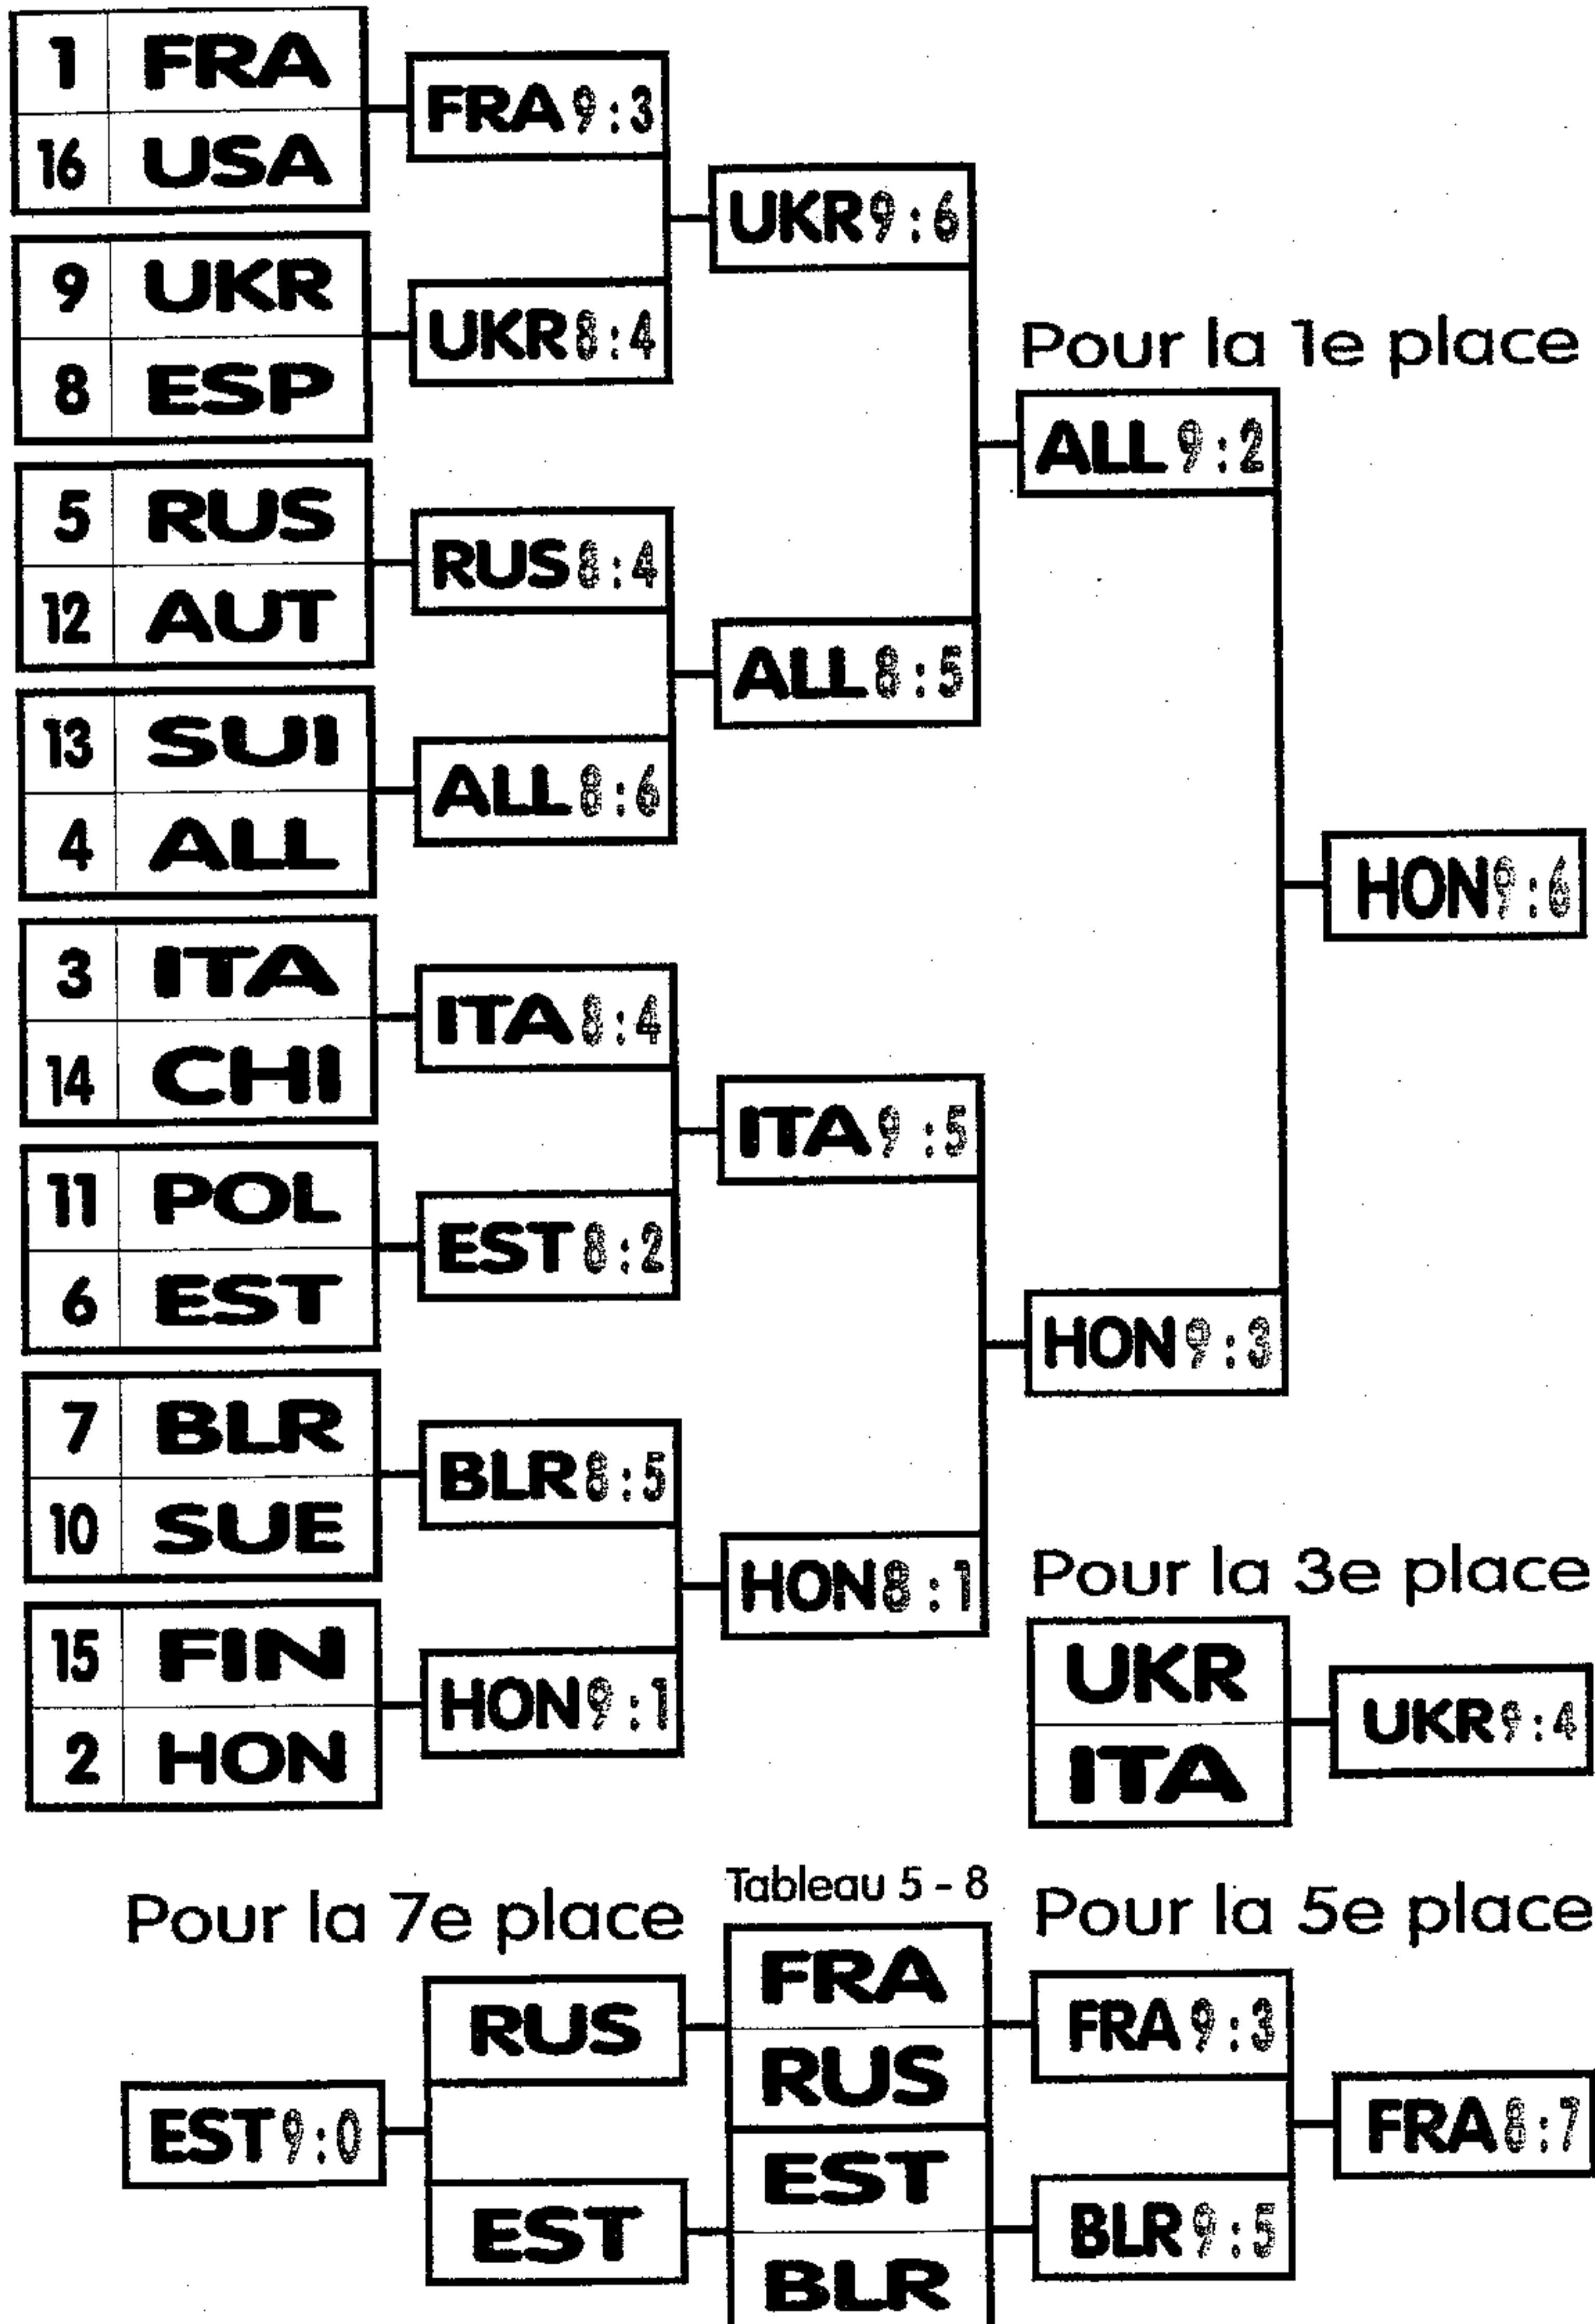 1 FRA
16 USA
9 UKR
8 ESP
5 RUS
12 AUT
13 SUI
4 ALL
3 ITA
14 CHI
11 POL
6 EST
7 BLR
10 SUE
15 FIN
2 HON
FRA 9:3
UKR 8:4
RUS 8:4
ALL 8:6
ITA 8:4
EST 8:2
BLR 8:5
HON 9:1
UKR 9:6
ALL 8:5
ITA 9:5
HON 8:1
Pour la 1e place
ALL 9:2
HON 9:3
HON 9:6
Pour la 3e place
UKR
ITA
UKR 9:4
Pour la 7e place
RUS
EST
EST 9:0
Tableau 5 - 8
FRA
RUS
EST
BLR
Pour la 5e place
FRA 9:3
BLR 9:5
FRA 8:7